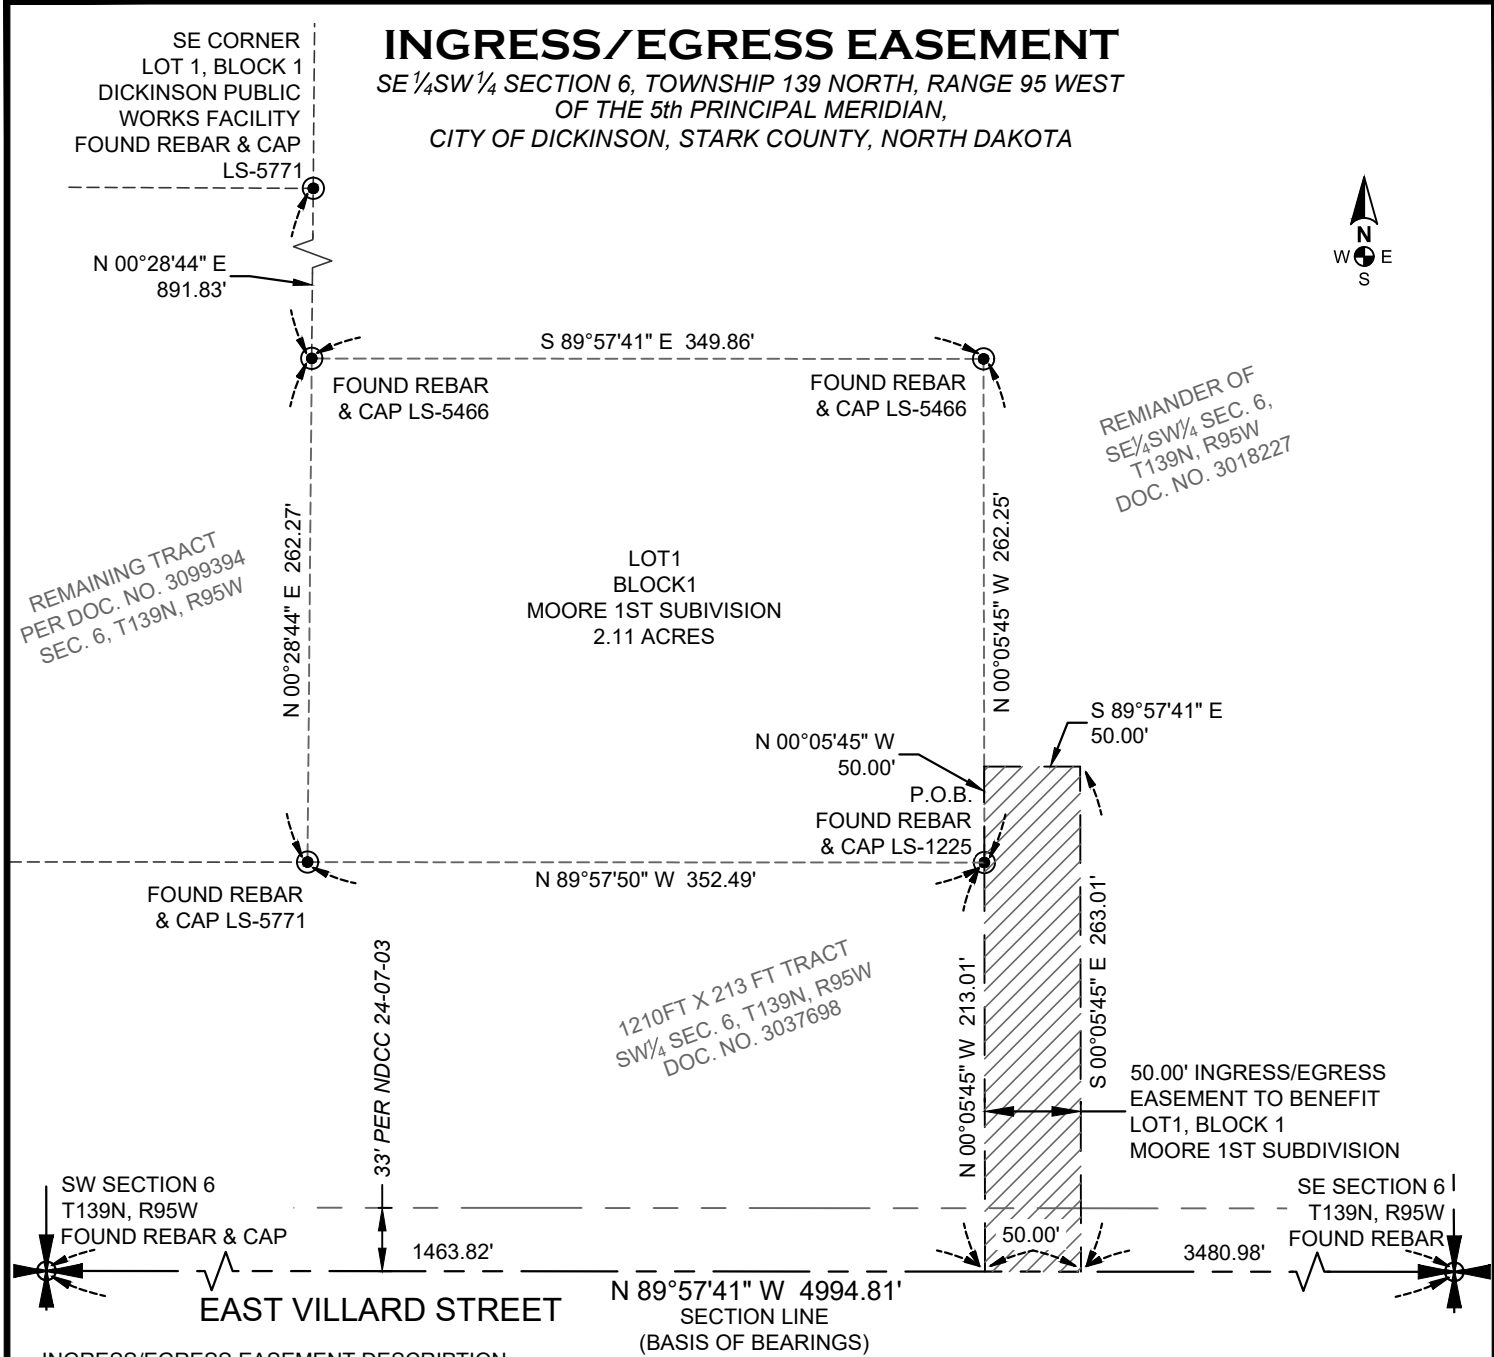 INGRESS/EGRESS EASEMENT
SE 1/4SW 1/4 SECTION 6, TOWNSHIP 139 NORTH, RANGE 95 WEST
OF THE 5th PRINCIPAL MERIDIAN,
CITY OF DICKINSON, STARK COUNTY, NORTH DAKOTA
SE CORNER
LOT 1, BLOCK 1
DICKINSON PUBLIC
WORKS FACILITY
FOUND REBAR & CAP
LS-5771
N
W E
S
N 00°28'44" E
891.83'
S 89°57'41" E 349.86'
FOUND REBAR
& CAP LS-5466
FOUND REBAR
& CAP LS-5466
REMIANDER OF
SE1/4SW1/4 SEC. 6,
T139N, R95W
DOC. NO. 3018227
REMAINING TRACT
PER DOC. NO. 3099394
SEC. 6, T139N, R95W
N 00°28'44" E 262.27'
LOT1
BLOCK1
MOORE 1ST SUBIVISION
2.11 ACRES
N 00°05'45" W 262.25'
S 89°57'41" E
50.00'
N 00°05'45" W
50.00'
P.O.B.
FOUND REBAR
& CAP LS-1225
FOUND REBAR
& CAP LS-5771
N 89°57'50" W 352.49'
33' PER NDCC 24-07-03
1210FT X 213 FT TRACT
SW1/4 SEC. 6, T139N, R95W
DOC. NO. 3037698
N 00°05'45" W 213.01'
S 00°05'45" E 263.01'
50.00' INGRESS/EGRESS
EASEMENT TO BENEFIT
LOT1, BLOCK 1
MOORE 1ST SUBDIVISION
SW SECTION 6
T139N, R95W
FOUND REBAR & CAP
SE SECTION 6
T139N, R95W
FOUND REBAR
1463.82'
50.00'
3480.98'
EAST VILLARD STREET
N 89°57'41" W 4994.81'
SECTION LINE
(BASIS OF BEARINGS)
INGRESS/EGRESS EASEMENT DESCRIPTION